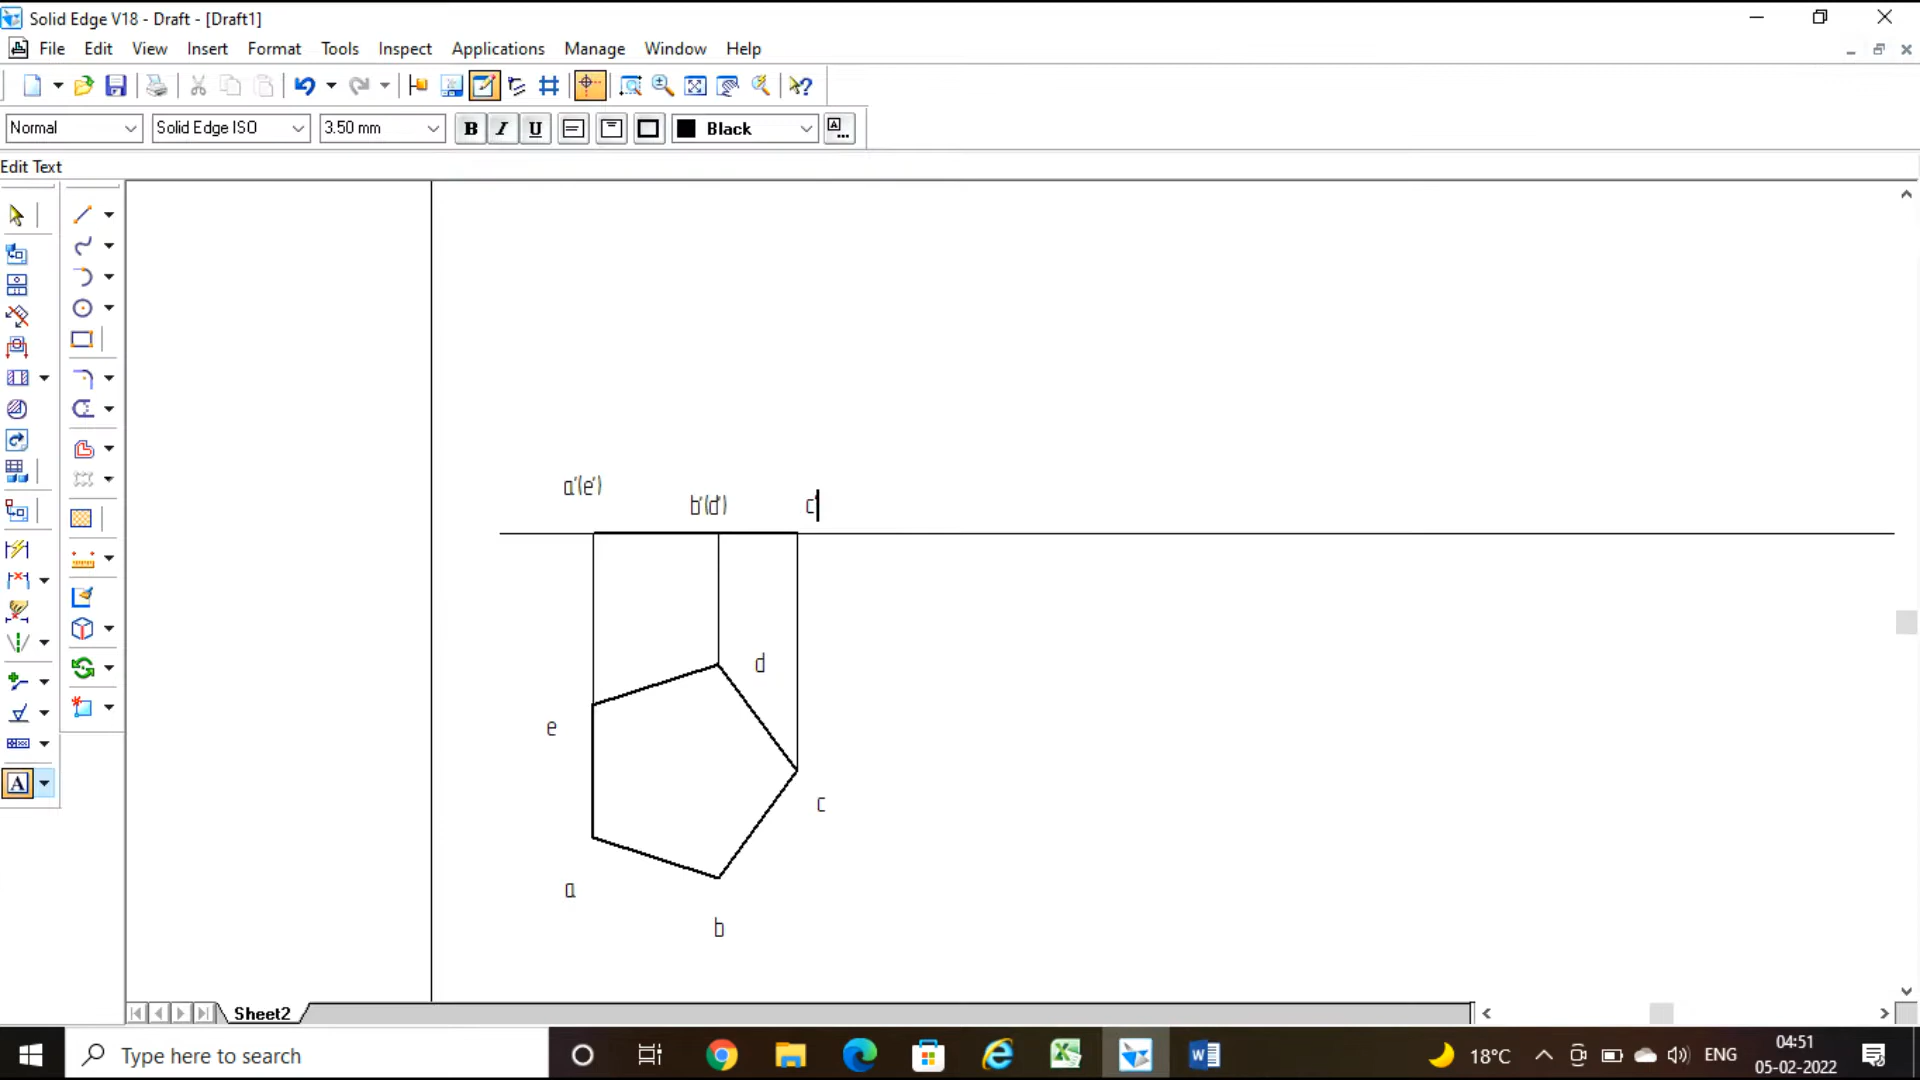 Solid Edge V18 - Draft - [Draft1]
File Edit View Insert Format Tools Inspect Applications Manage Window Help
Normal Solid Edge ISO 3.50 mm B I U Black A...
Edit Text
a'(e') b'(d') c'
d
e
c
a
b
A
Sheet2
Type here to search
18°C ENG 04:51
05-02-2022